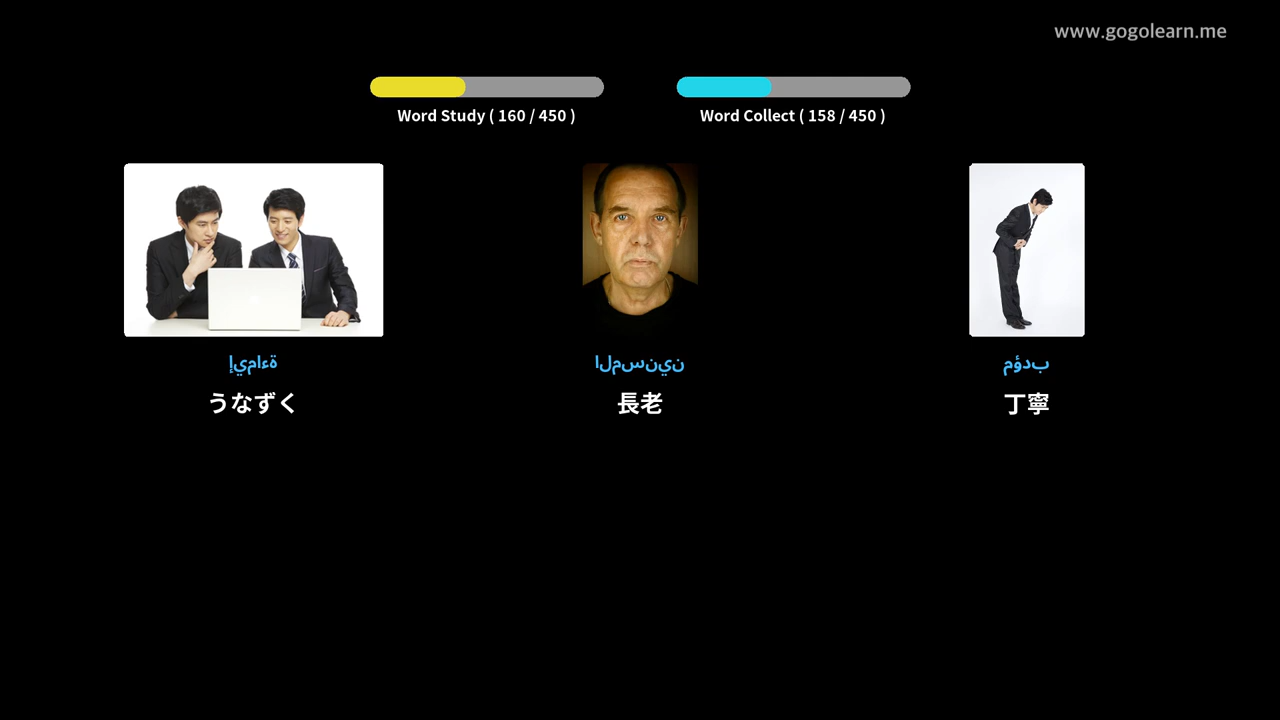 www.gogolearn.me
Word Study ( 160 / 450 )
Word Collect ( 158 / 450 )
إيماءة
المسنين
مؤدب
うなずく
長老
丁寧